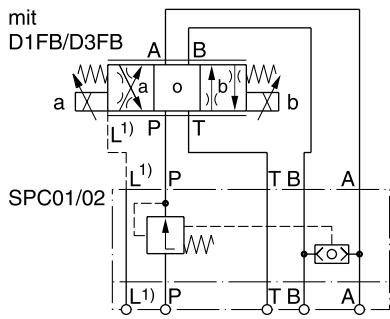 mit
D1FB/D3FB
A B
a a o b b
P T
L1)
L1) P T B A
SPC01/02
L1) P T B A